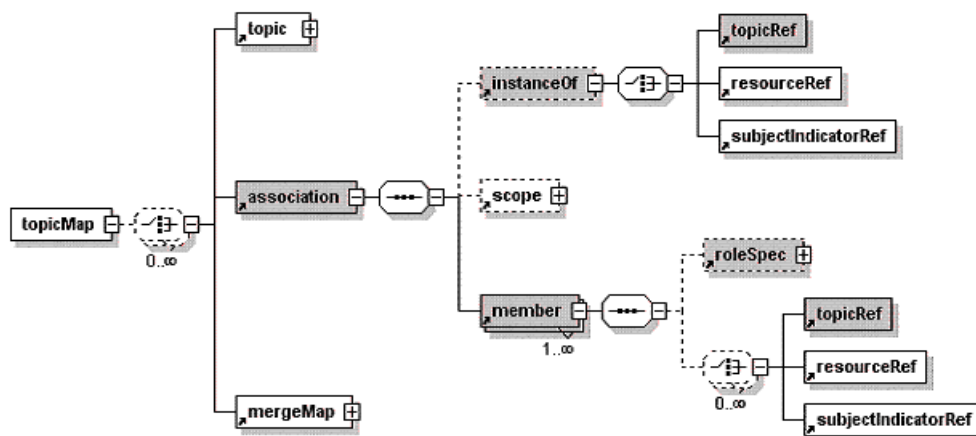 topic
topicRef
instanceOf
resourceRef
subjectIndicatorRef
association
scope
topicMap
0..∞
roleSpec
member
1..∞
topicRef
resourceRef
0..∞
mergeMap
subjectIndicatorRef